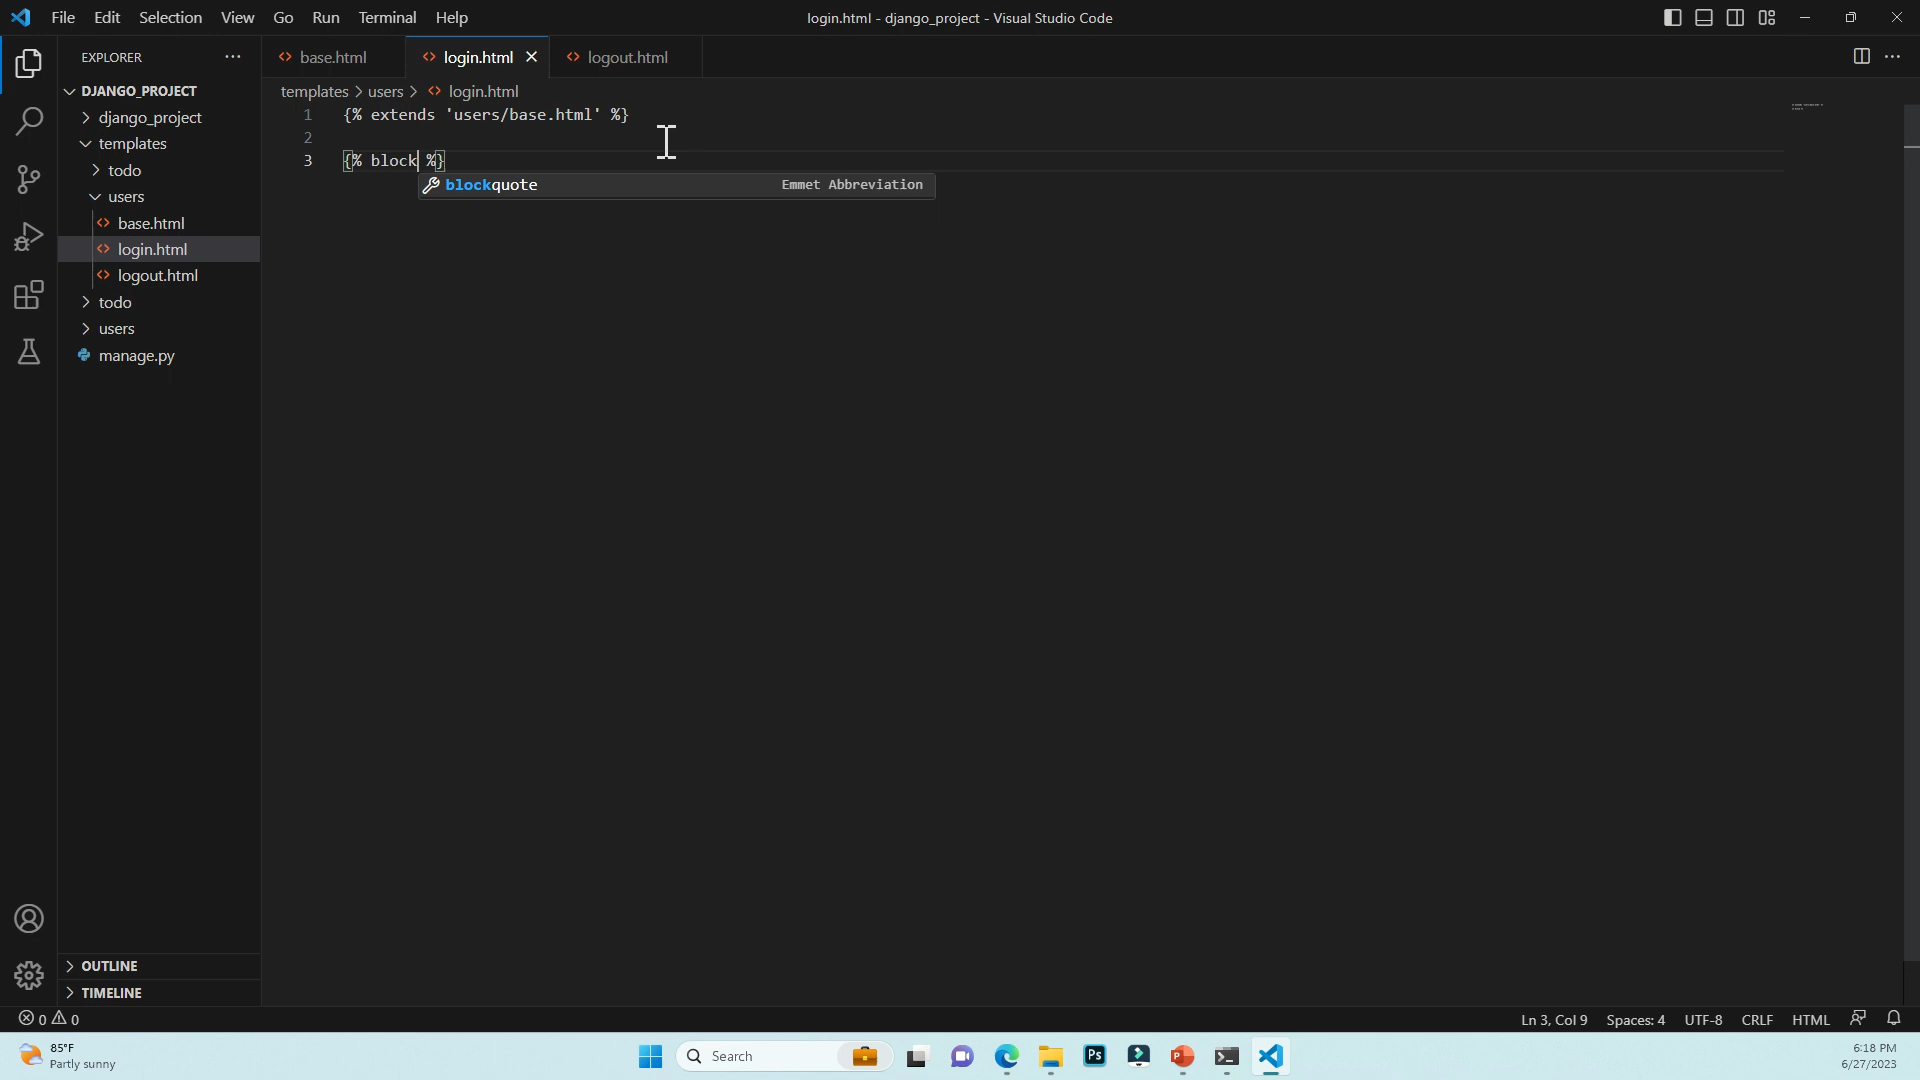 File Edit Selection View Go Run Terminal Help
login.html - django_project - Visual Studio Code
EXPLORER
base.html
login.html
logout.html
DJANGO_PROJECT
django_project
templates
todo
users
base.html
login.html
logout.html
todo
users
manage.py
OUTLINE
TIMELINE
templates > users > login.html
1 {% extends 'users/base.html' %}
2
3 {% block %}
blockquote Emmet Abbreviation
0 0
Ln 3, Col 9 Spaces: 4 UTF-8 CRLF HTML
85°F
Partly sunny
Search
Ps
6:18 PM
6/27/2023